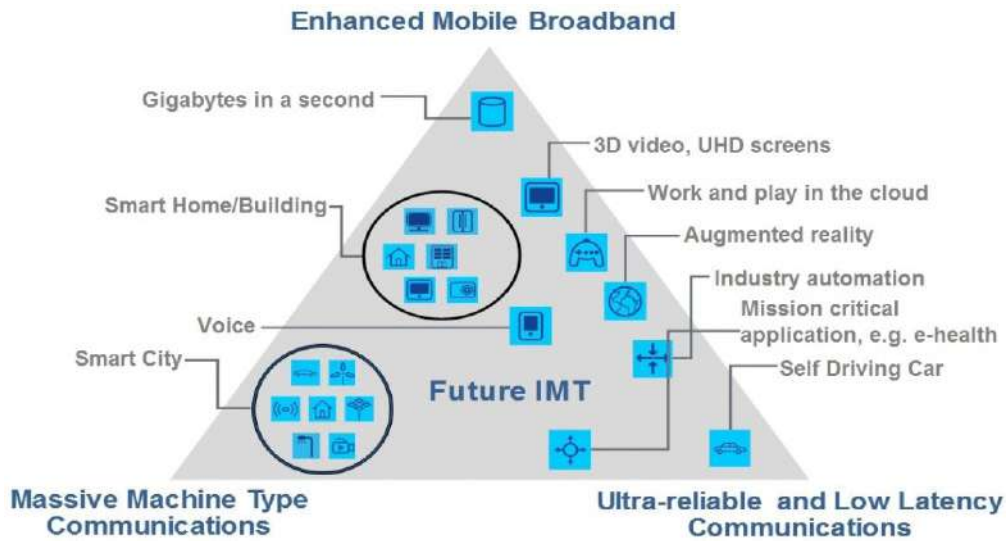 Enhanced Mobile Broadband
Gigabytes in a second
3D video, UHD screens
Work and play in the cloud
Smart Home/Building
Augmented reality
Industry automation
Mission critical
application, e.g. e-health
Voice
Smart City
Self Driving Car
Future IMT
Massive Machine Type
Communications
Ultra-reliable and Low Latency
Communications